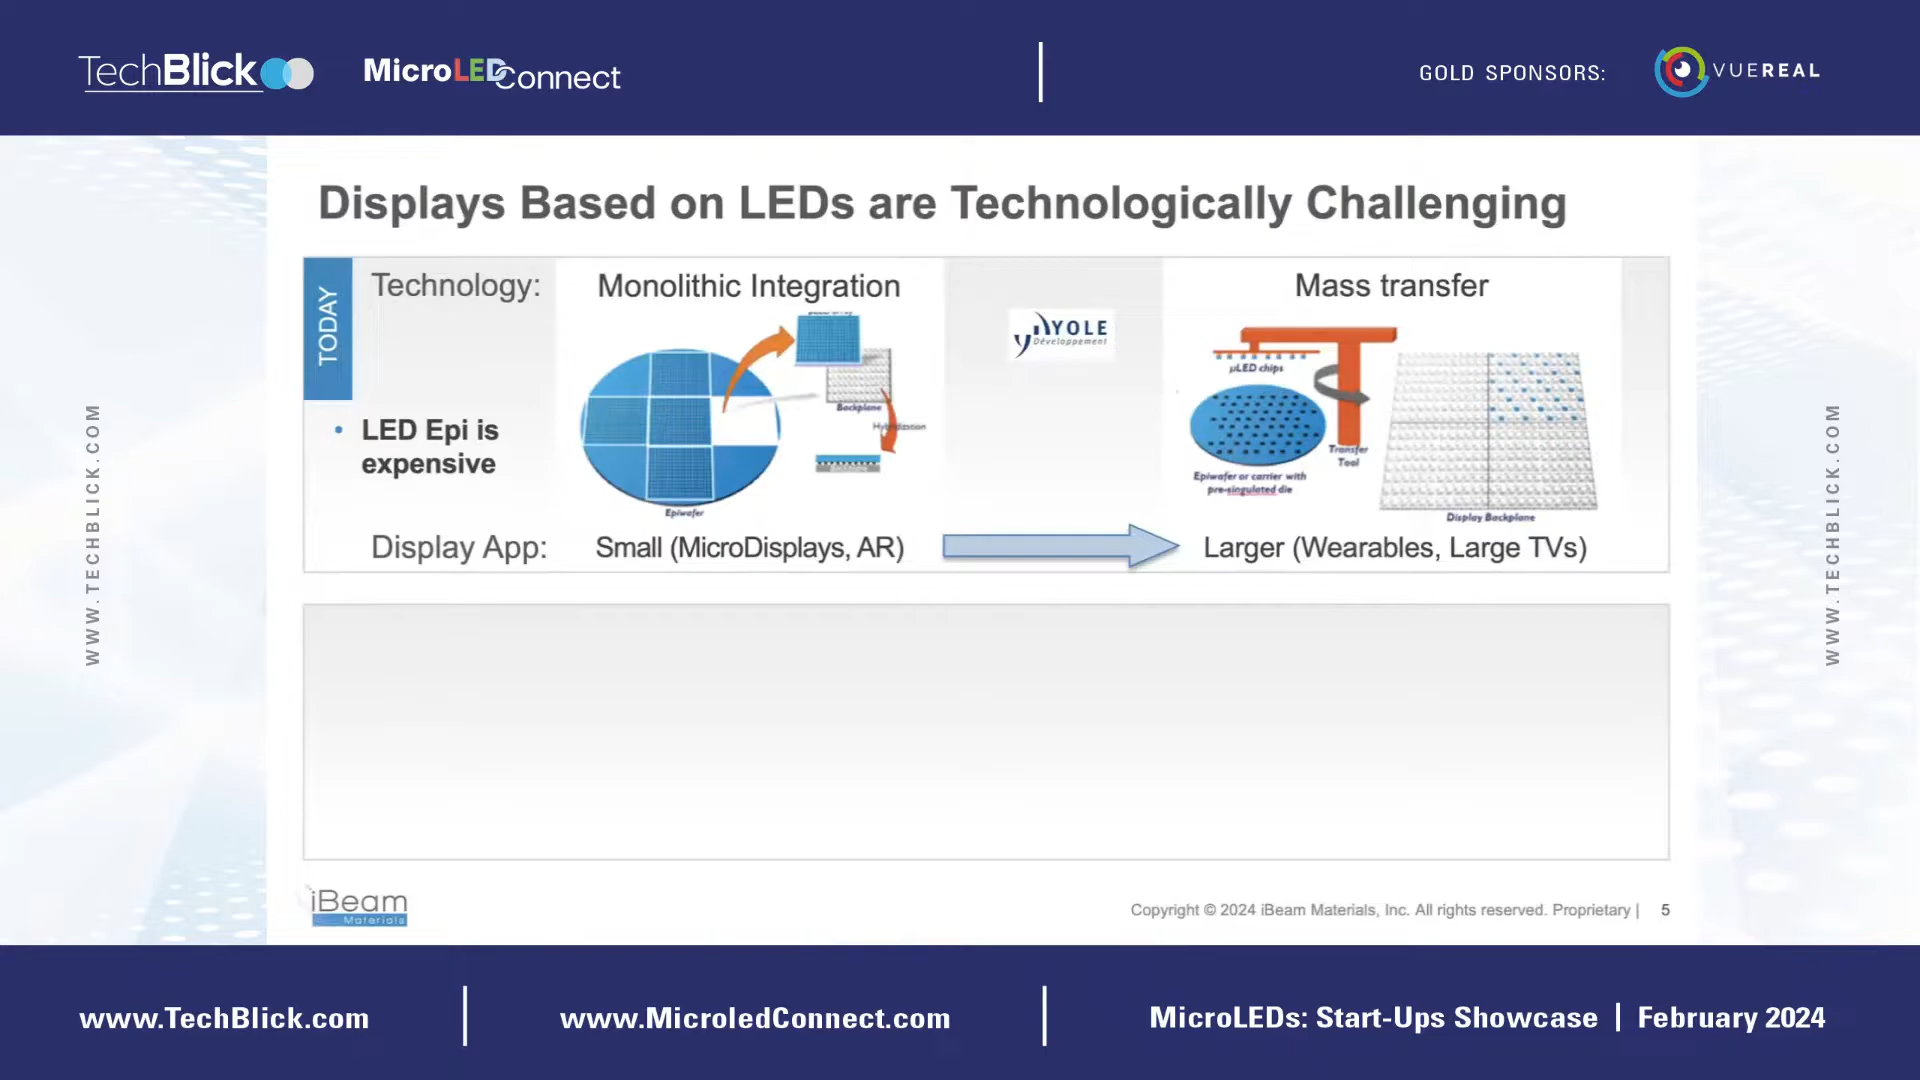 TechBlick
MicroLED Connect
GOLD SPONSORS:
VUEREAL
Displays Based on LEDs are Technologically Challenging
TODAY
Technology:
Monolithic Integration
Mass transfer
YOLE
Développement
µLED chips
Backplane
Hybridization
• LED Epi is
expensive
Transfer
Tool
Epiwafer or carrier with
pre-singulated die
Epiwafer
Display Backplane
Display App:
Small (MicroDisplays, AR)
Larger (Wearables, Large TVs)
WWW.TECHBLICK.COM
WWW.TECHBLICK.COM
iBeam
Materials
Copyright © 2024 iBeam Materials, Inc. All rights reserved. Proprietary |
5
www.TechBlick.com
www.MicroledConnect.com
MicroLEDs: Start-Ups Showcase | February 2024